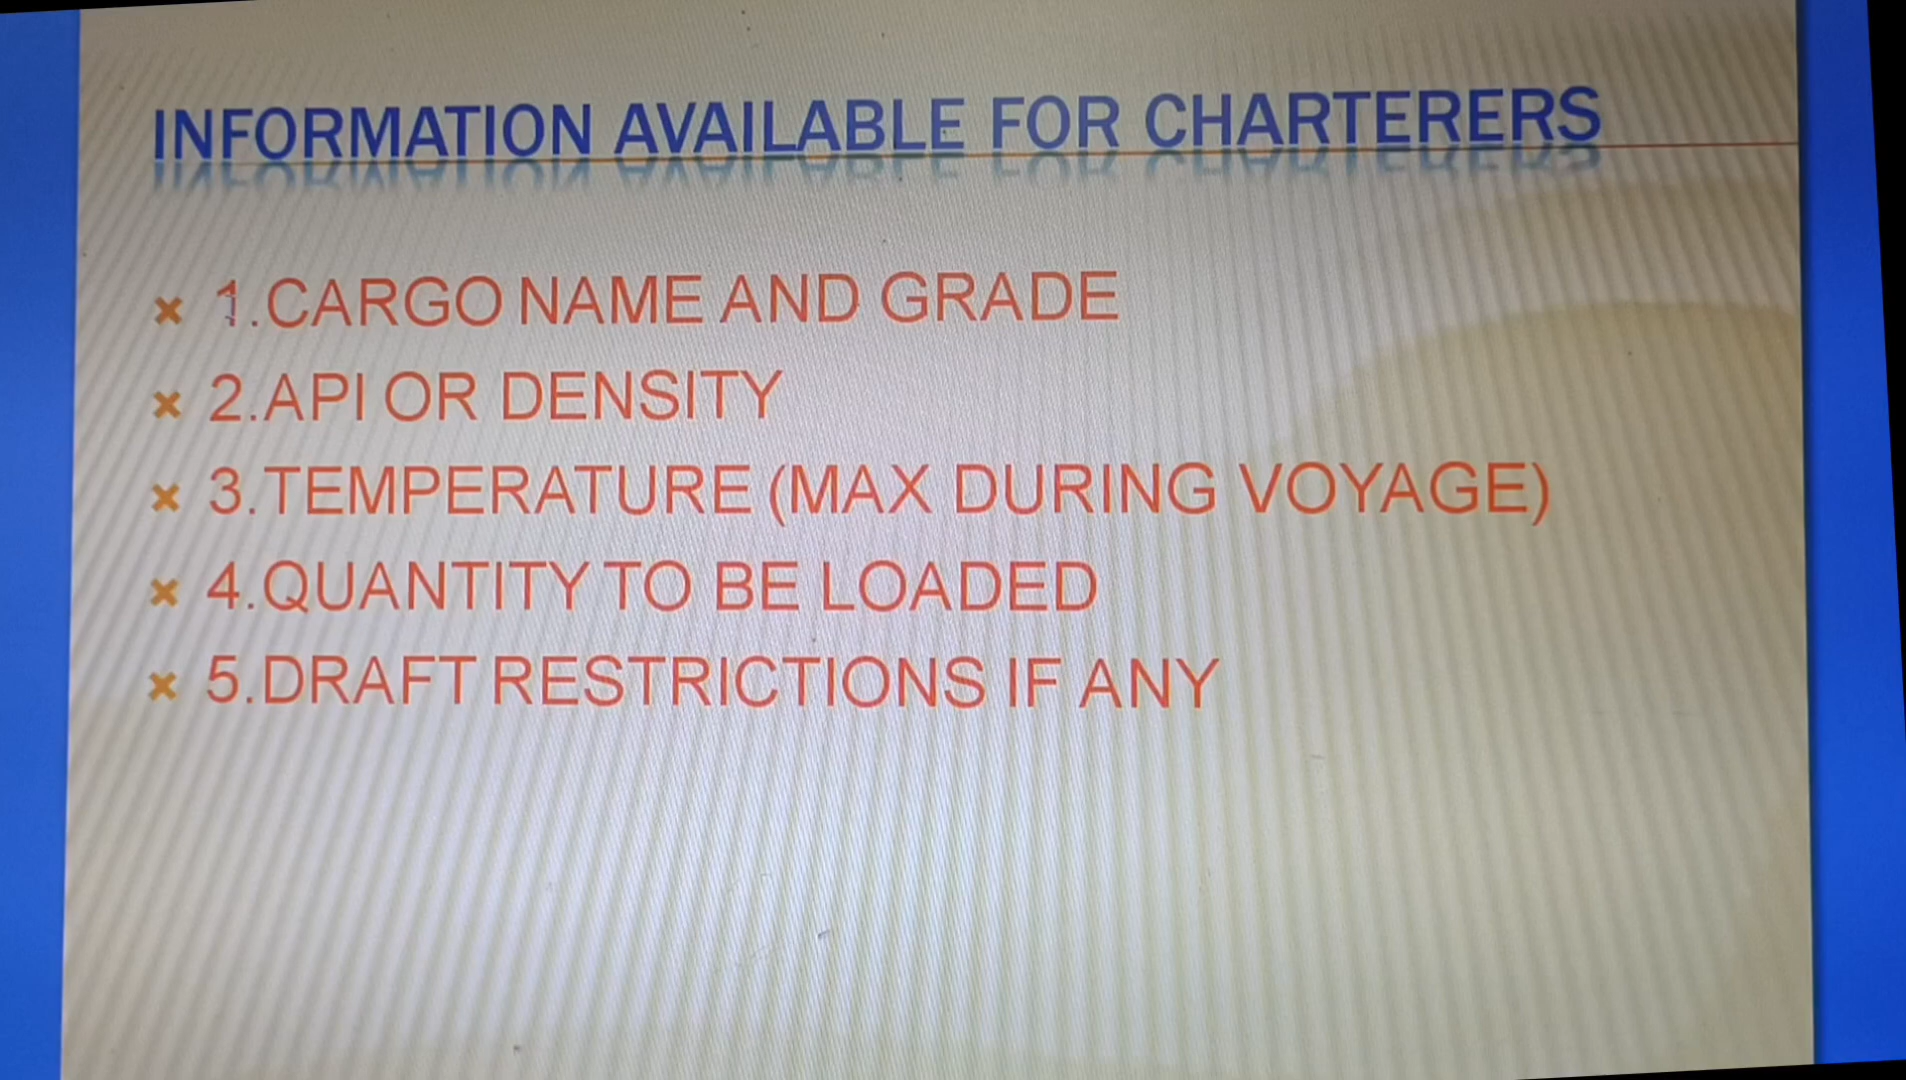 INFORMATION AVAILABLE FOR CHARTERERS
1.CARGO NAME AND GRADE
2.API OR DENSITY
3.TEMPERATURE (MAX DURING VOYAGE)
4.QUANTITY TO BE LOADED
5.DRAFT RESTRICTIONS IF ANY